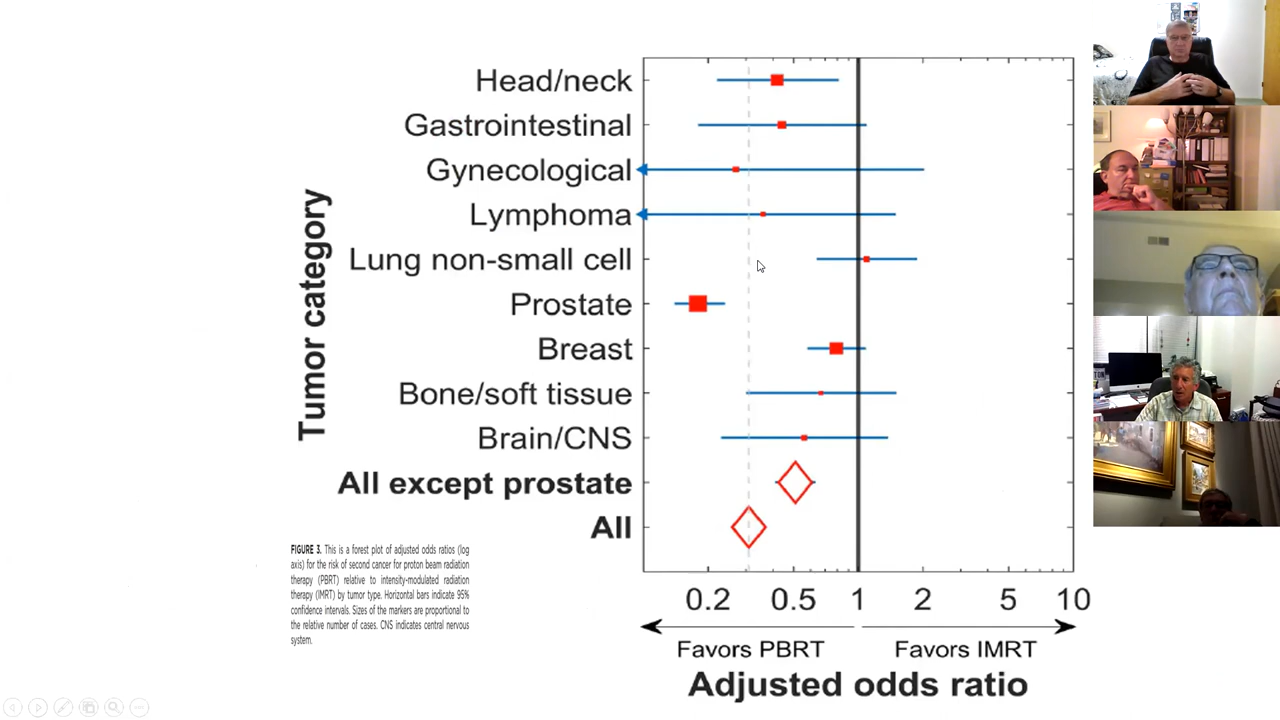 Head/neck
Gastrointestinal
Gynecological
Lymphoma
Lung non-small cell
Prostate
Breast
Bone/soft tissue
Brain/CNS
All except prostate
All
Tumor category
0.2 0.5 1 2 5 10
Favors PBRT Favors IMRT
Adjusted odds ratio
FIGURE 3. This is a forest plot of adjusted odds ratios (log
axis) for the risk of second cancer for proton beam radiation
therapy (PBRT) relative to intensity-modulated radiation
therapy (IMRT) by tumor type. Horizontal bars indicate 95%
confidence intervals. Sizes of the markers are proportional to
the relative number of cases. CNS indicates central nervous
system.